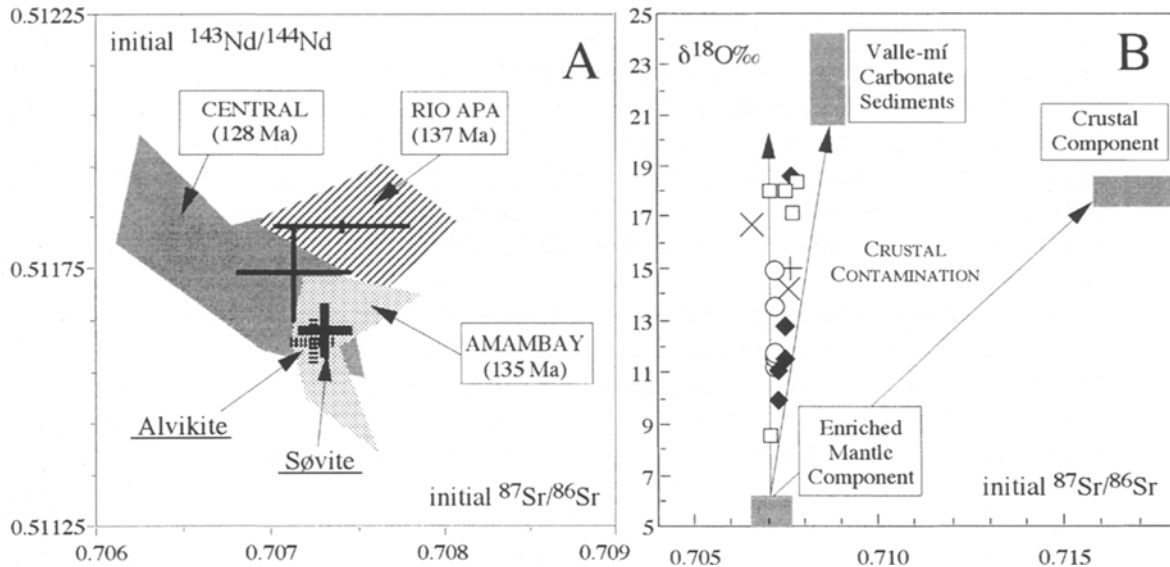 0.51225
initial ¹⁴³Nd/¹⁴⁴Nd
A
CENTRAL
(128 Ma)
RIO APA
(137 Ma)
0.51175
AMAMBAY
(135 Ma)
Alvikite
Søvite
initial ⁸⁷Sr/⁸⁶Sr
0.51125
0.706
0.707
0.708
0.709
25
23
21
19
17
15
13
11
9
7
5
δ¹⁸O‰
B
Valle-mí
Carbonate
Sediments
Crustal
Component
CRUSTAL
CONTAMINATION
Enriched
Mantle
Component
initial ⁸⁷Sr/⁸⁶Sr
0.705
0.710
0.715